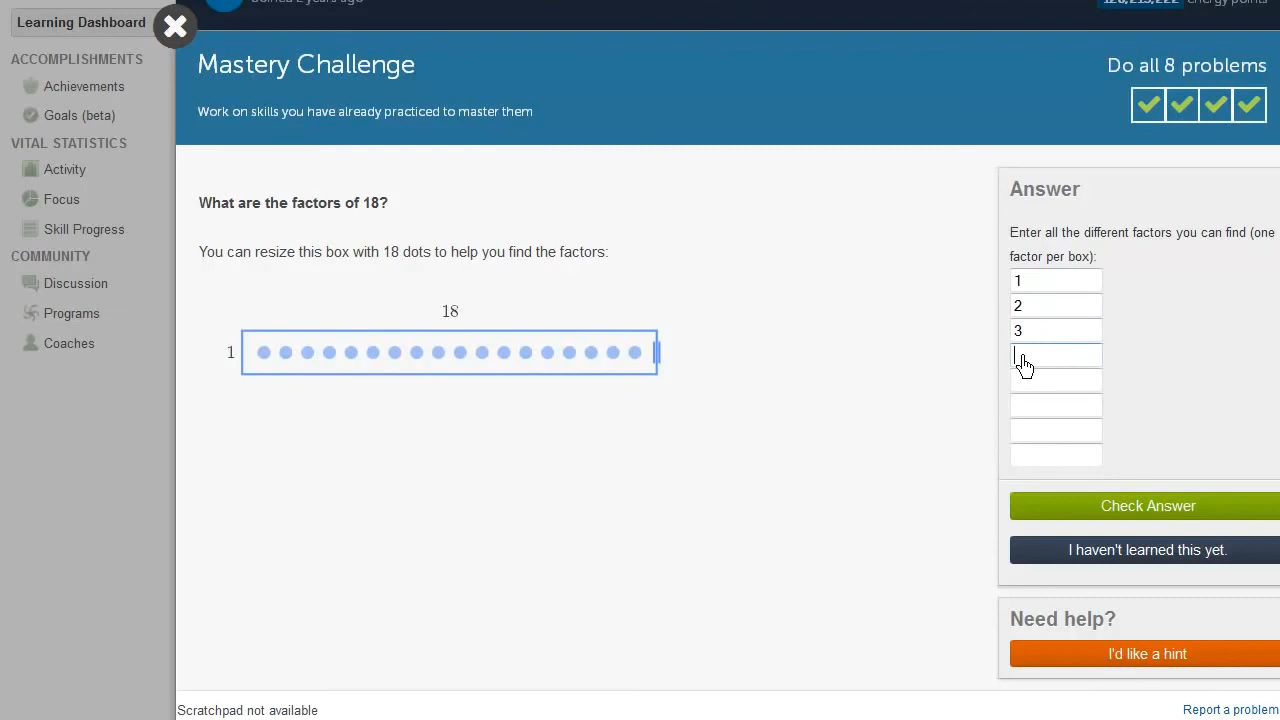 Learning Dashboard
ACCOMPLISHMENTS
Achievements
Goals (beta)
VITAL STATISTICS
Activity
Focus
Skill Progress
COMMUNITY
Discussion
Programs
Coaches
energy points
Mastery Challenge
Work on skills you have already practiced to master them
Do all 8 problems
What are the factors of 18?
You can resize this box with 18 dots to help you find the factors:
18
1
Answer
Enter all the different factors you can find (one
factor per box):
1
2
3
Check Answer
I haven't learned this yet.
Need help?
I'd like a hint
Scratchpad not available
Report a problem